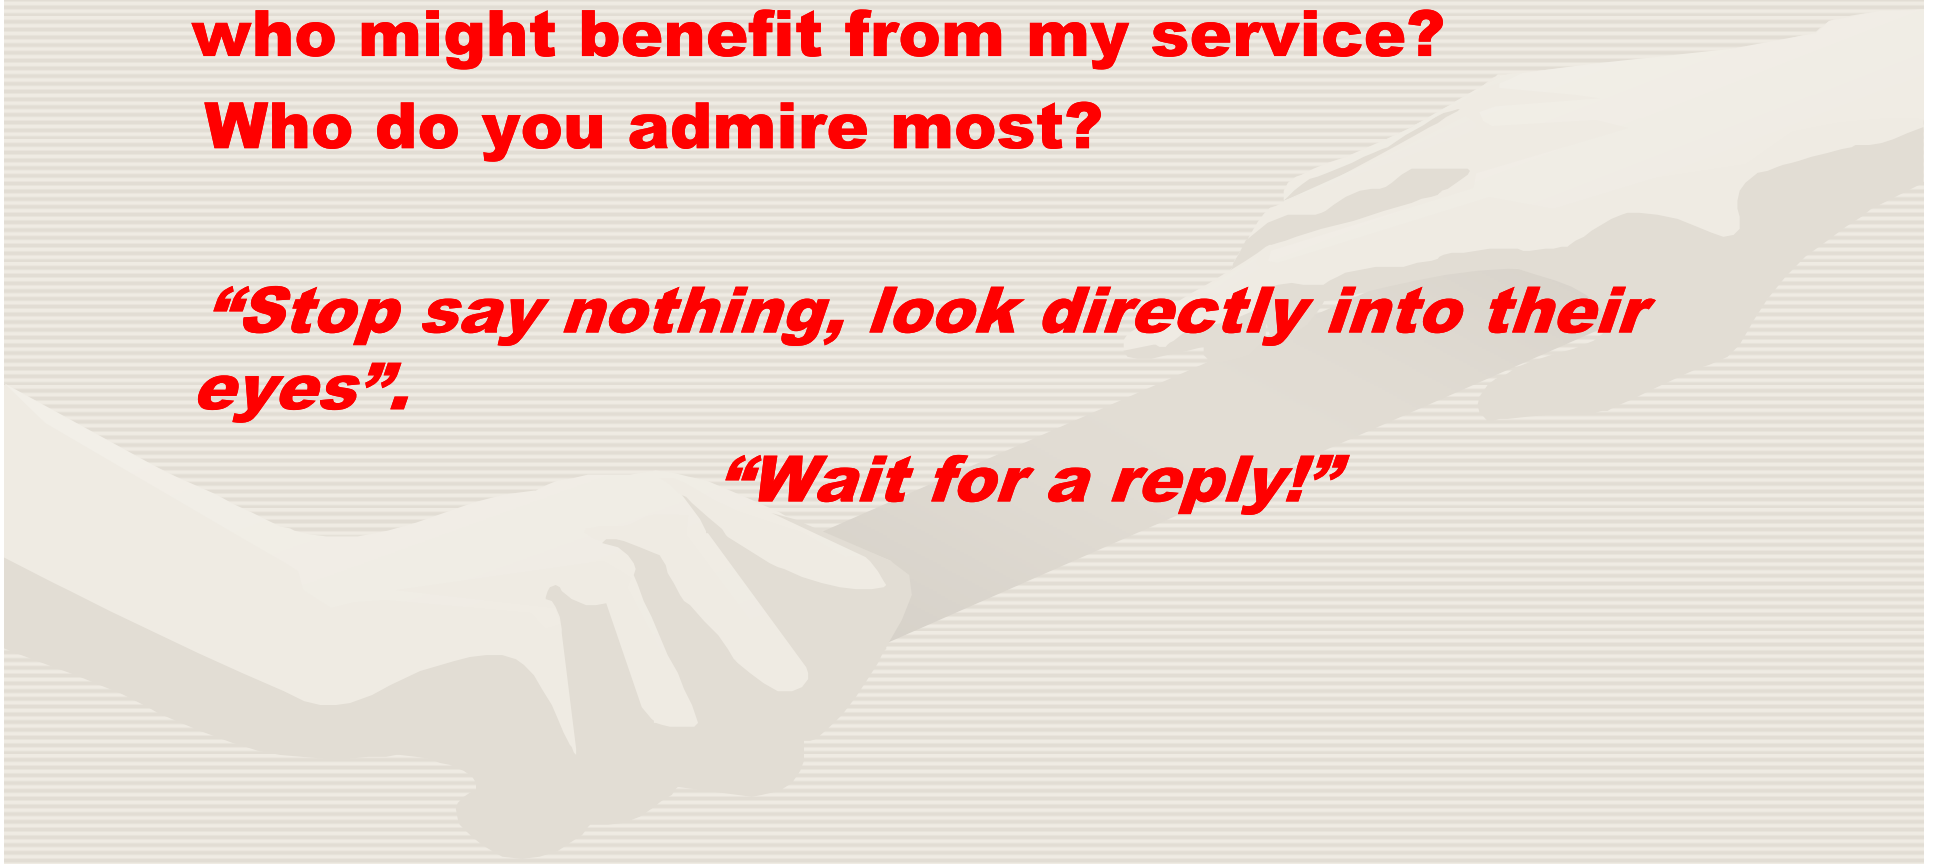 who might benefit from my service?
Who do you admire most?
“Stop say nothing, look directly into their
eyes”.
“Wait for a reply!”